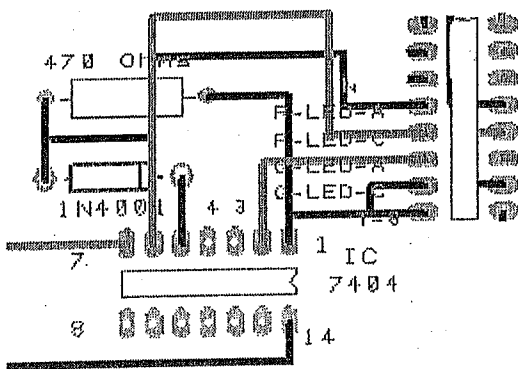 470 Ohms
R-LED-A
R-LED-C
G-LED-A
G-LED-C
1N4001
4 3
1
7
IC
7404
8
14